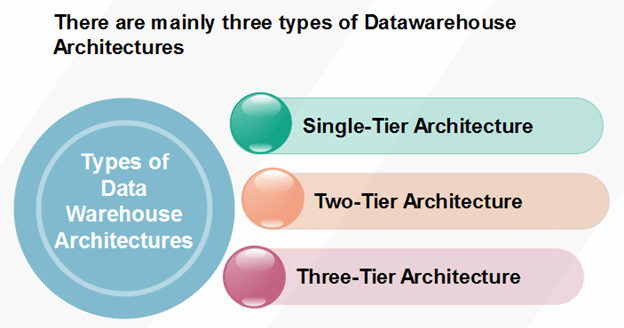 There are mainly three types of Datawarehouse
Architectures
Types of
Data
Warehouse
Architectures
Single-Tier Architecture
Two-Tier Architecture
Three-Tier Architecture